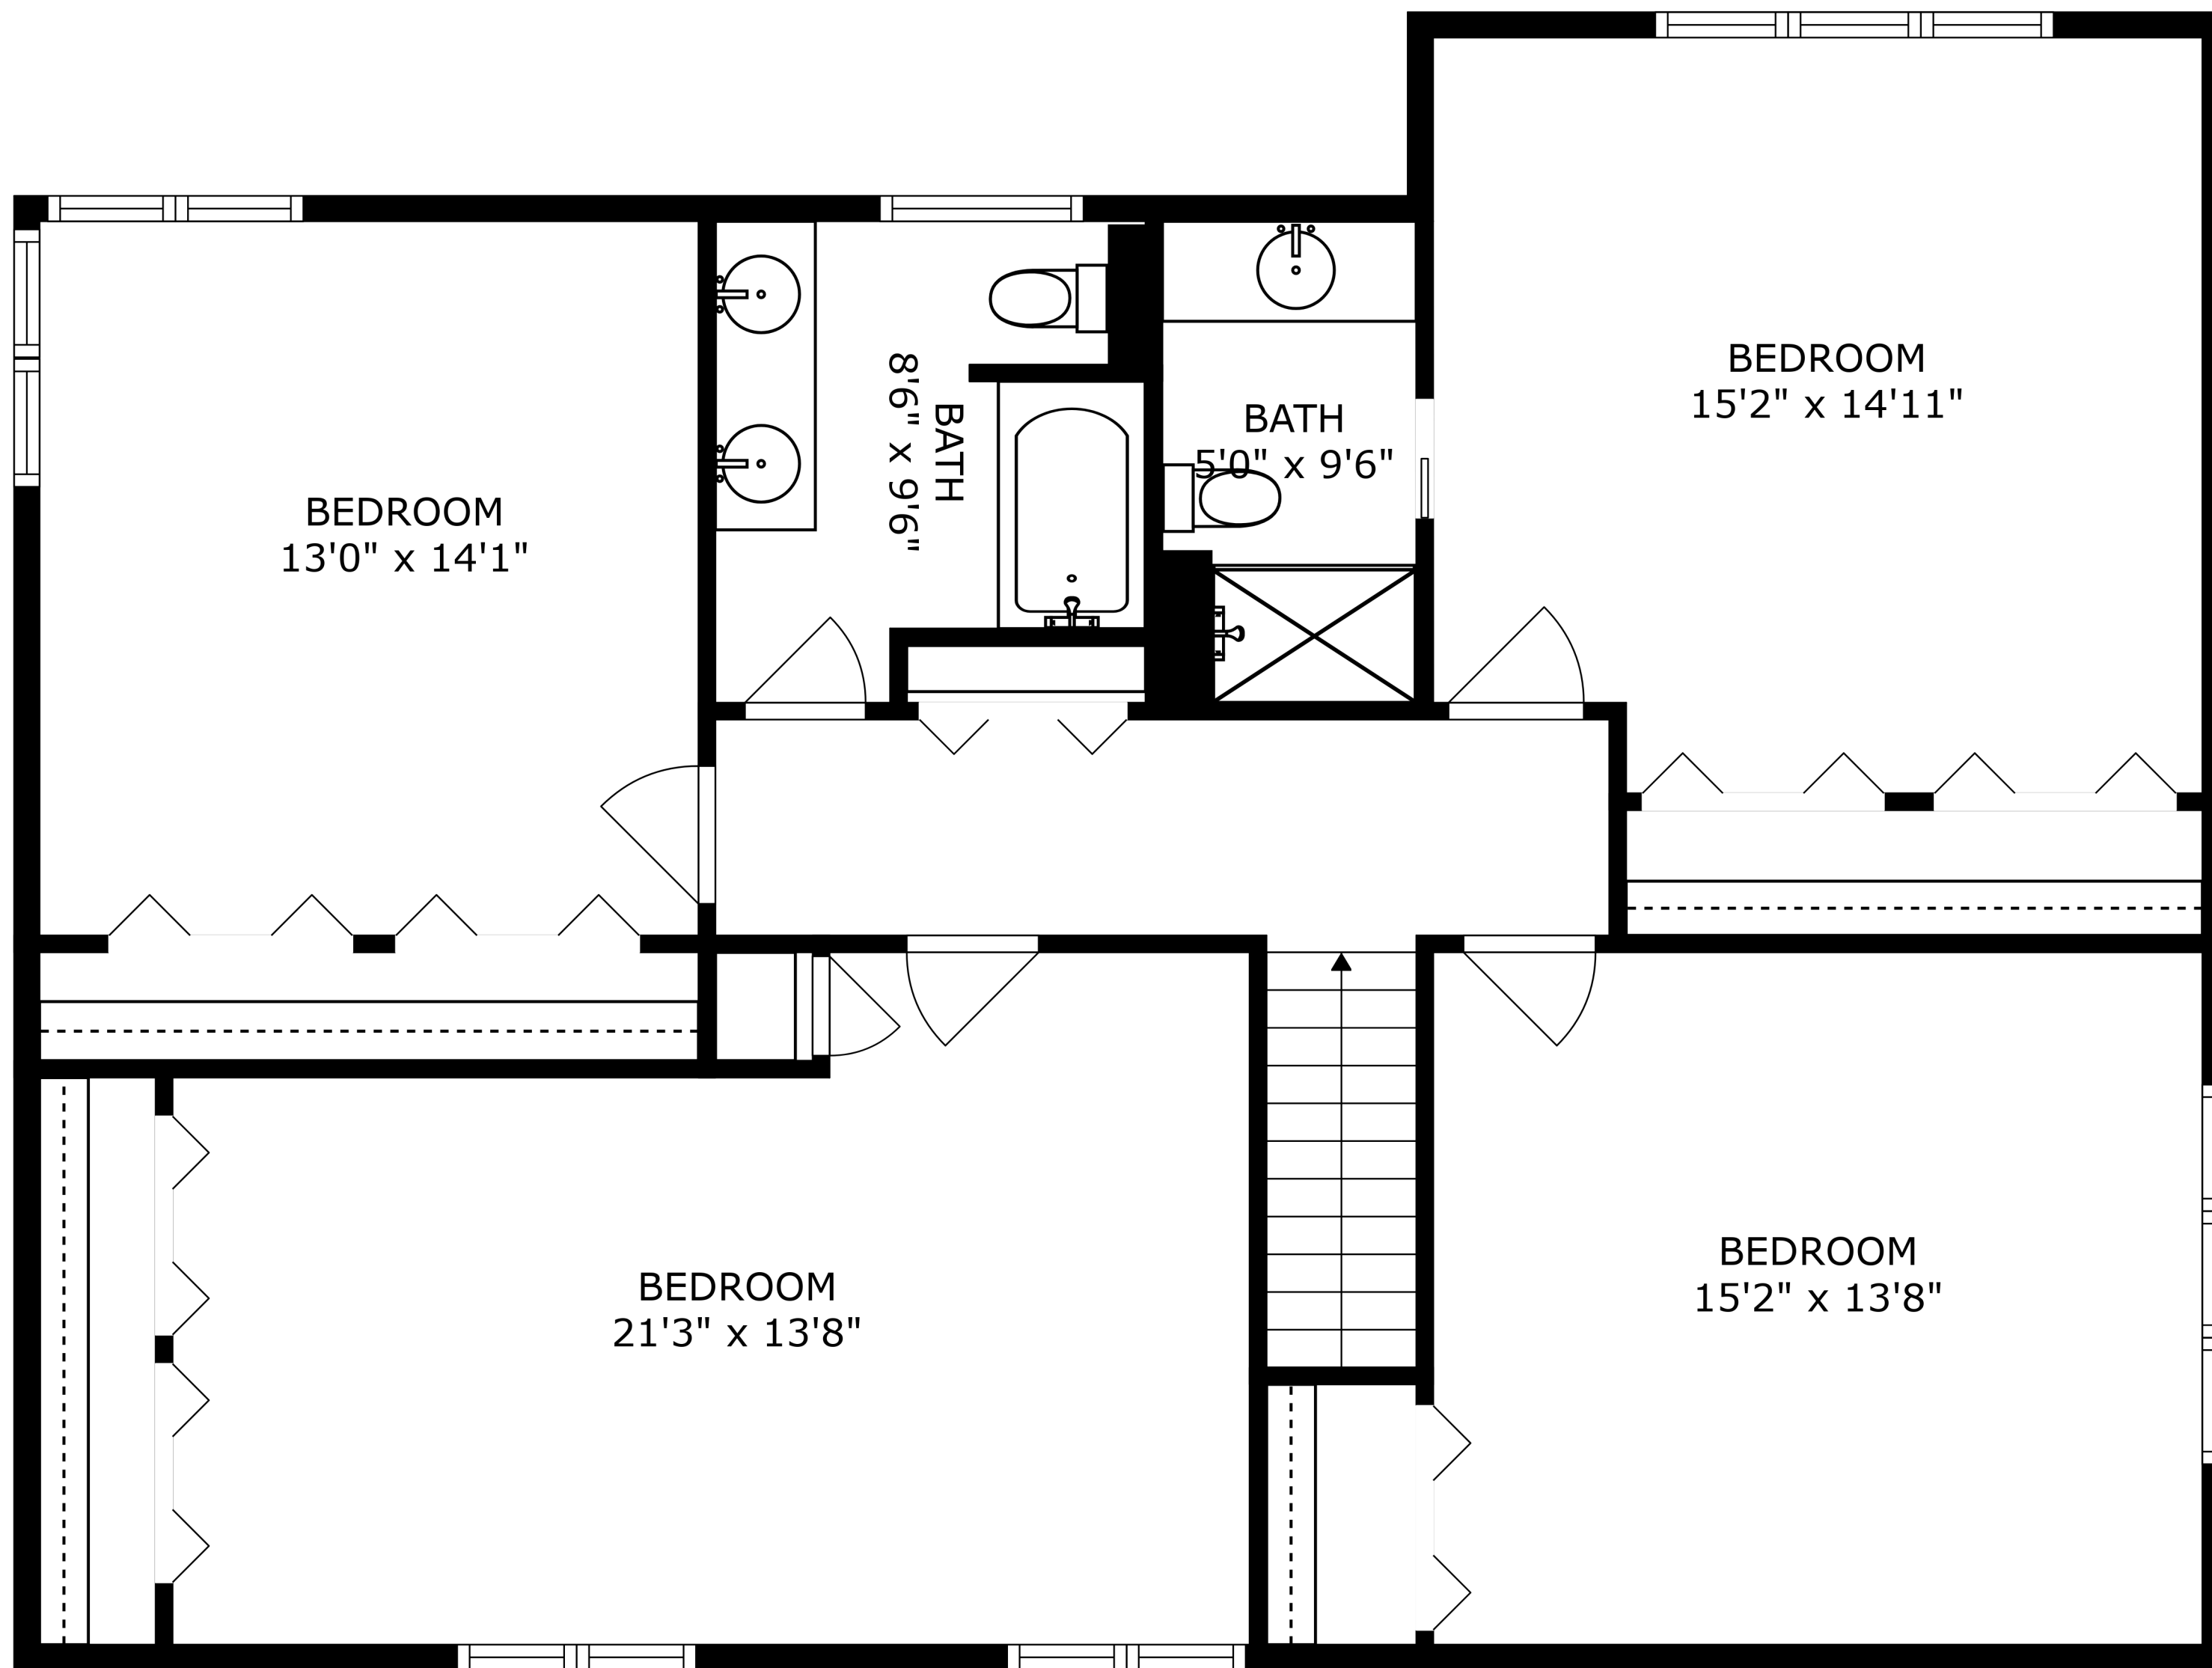 BEDROOM
15'2" x 14'11"
BATH
8'6" x 9'6"
BATH
5'0" x 9'6"
BEDROOM
13'0" x 14'1"
BEDROOM
21'3" x 13'8"
BEDROOM
15'2" x 13'8"